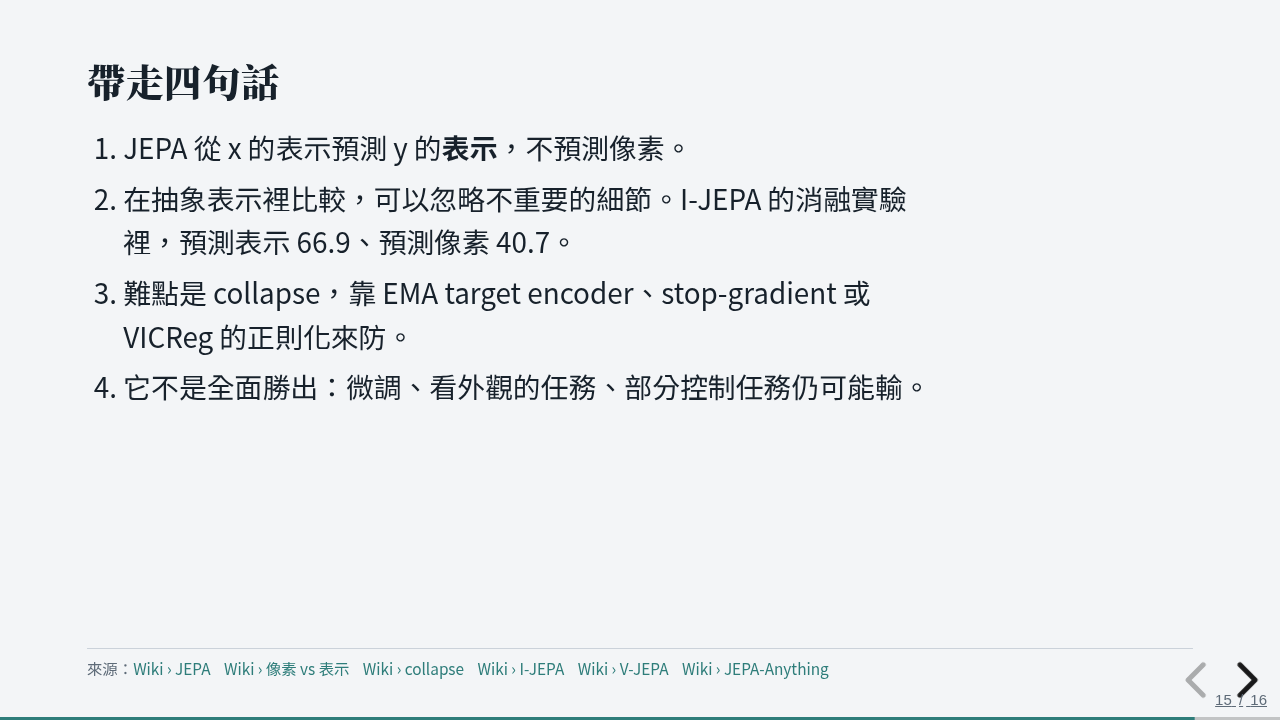 帶走四句話
1. JEPA 從 x 的表示預測 y 的表示，不預測像素。
2. 在抽象表示裡比較，可以忽略不重要的細節。I-JEPA 的消融實驗
裡，預測表示 66.9、預測像素 40.7。
3. 難點是 collapse，靠 EMA target encoder、stop-gradient 或
VICReg 的正則化來防。
4. 它不是全面勝出：微調、看外觀的任務、部分控制任務仍可能輸。
來源：Wiki › JEPA Wiki › 像素 vs 表示 Wiki › collapse Wiki › I-JEPA Wiki › V-JEPA Wiki › JEPA-Anything
15 / 16